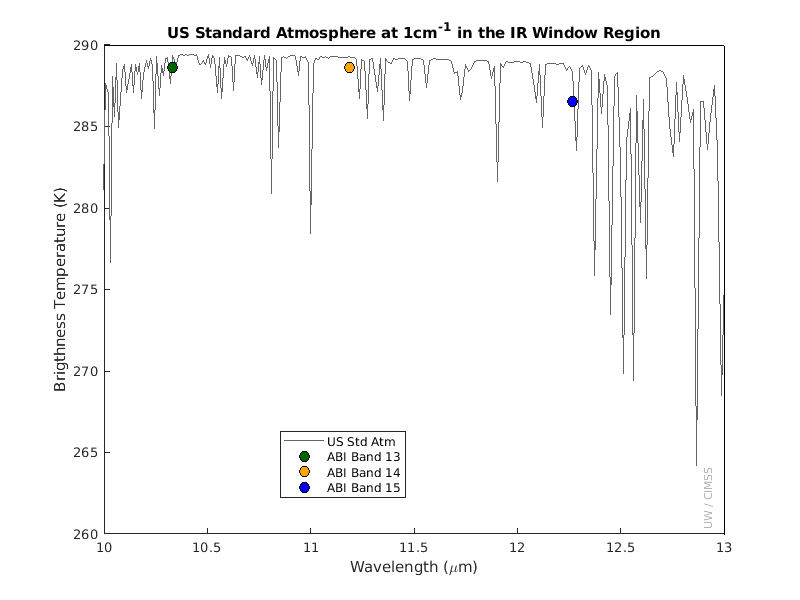 US Standard Atmosphere at 1cm⁻¹ in the IR Window Region
290
285
280
275
270
265
260
Brigthness Temperature (K)
US Std Atm
ABI Band 13
ABI Band 14
ABI Band 15
UW / CIMSS
10 10.5 11 11.5 12 12.5 13
Wavelength (μm)